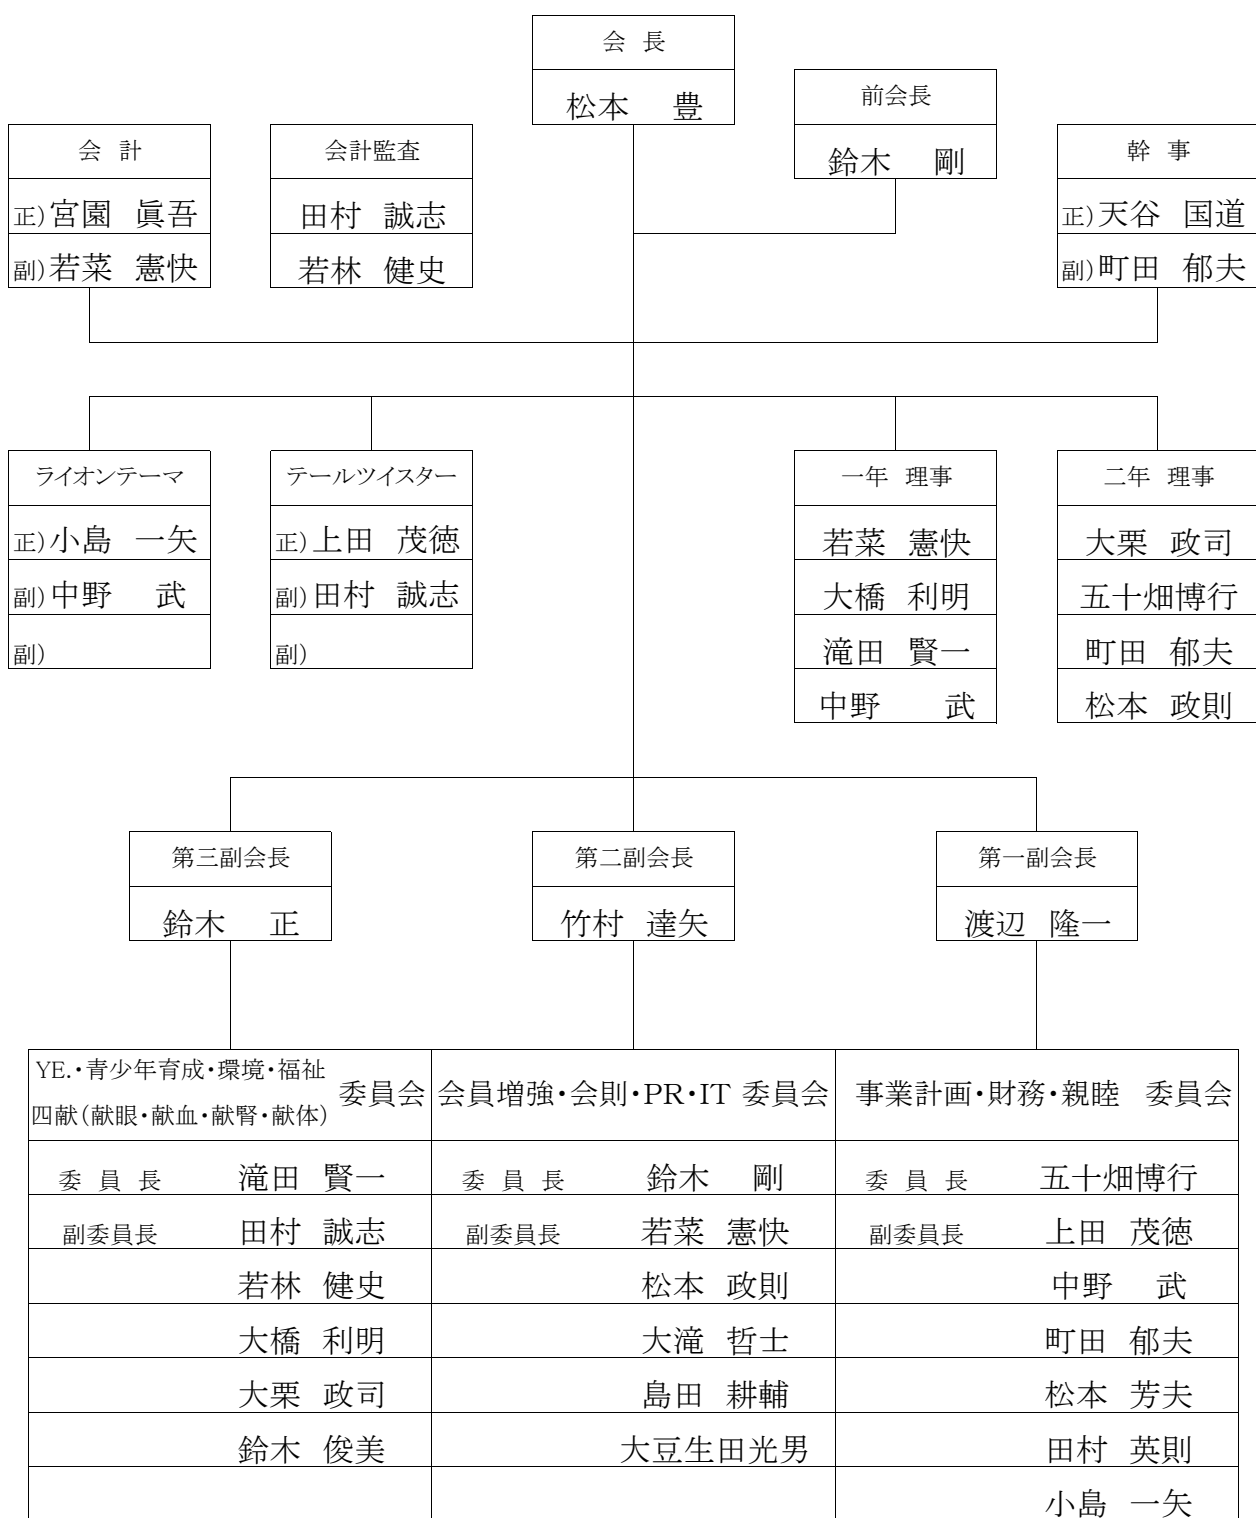 会 長
松本 豊
前会長
鈴木 剛
会 計
正)宮園 眞吾
副)若菜 憲快
会計監査
田村 誠志
若林 健史
幹 事
正)天谷 国道
副)町田 郁夫
ライオンテーマ
正)小島 一矢
副)中野 武
副)
テールツイスター
正)上田 茂徳
副)田村 誠志
副)
一年 理事
若菜 憲快
大橋 利明
滝田 賢一
中野 武
二年 理事
大栗 政司
五十畑博行
町田 郁夫
松本 政則
第三副会長
鈴木 正
第二副会長
竹村 達矢
第一副会長
渡辺 隆一
YE.・青少年育成・環境・福祉
四献(献眼・献血・献腎・献体)
委員会
委 員 長 滝田 賢一
副委員長 田村 誠志
若林 健史
大橋 利明
大栗 政司
鈴木 俊美
会員増強・会則・PR・IT 委員会
委 員 長 鈴木 剛
副委員長 若菜 憲快
松本 政則
大滝 哲士
島田 耕輔
大豆生田光男
事業計画・財務・親睦 委員会
委 員 長 五十畑博行
副委員長 上田 茂徳
中野 武
町田 郁夫
松本 芳夫
田村 英則
小島 一矢